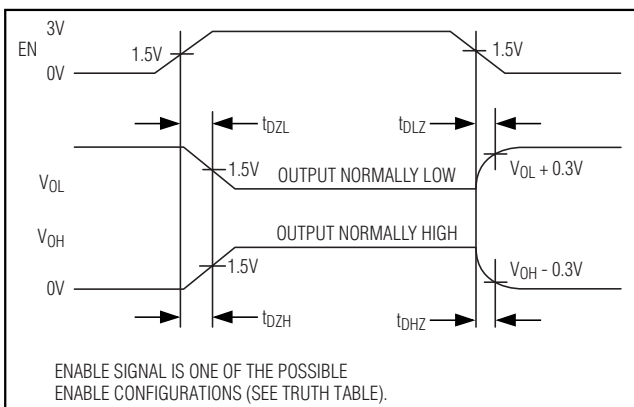 3V
EN
1.5V
1.5V
0V
tDZL
tDLZ
1.5V
OUTPUT NORMALLY LOW
VOL + 0.3V
VOL
VOH
OUTPUT NORMALLY HIGH
1.5V
VOH - 0.3V
0V
tDZH
tDHZ
ENABLE SIGNAL IS ONE OF THE POSSIBLE
ENABLE CONFIGURATIONS (SEE TRUTH TABLE).